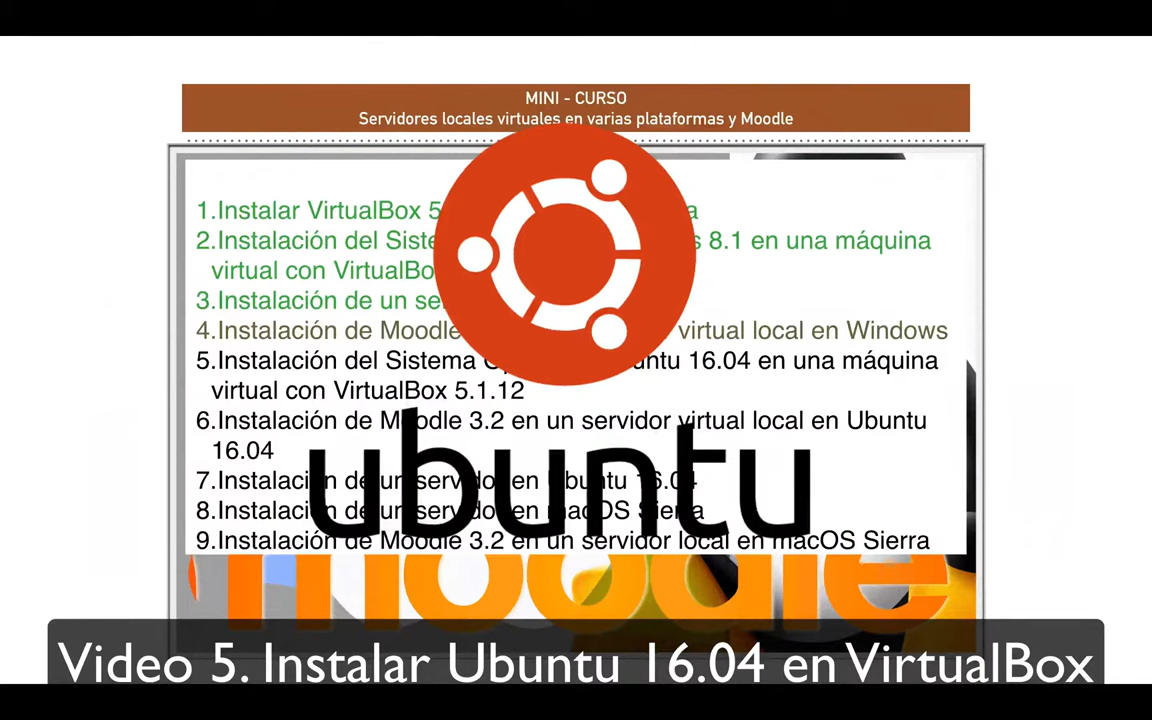 MINI - CURSO
Servidores locales virtuales en varias plataformas y Moodle
1.Instalar VirtualBox 5
2.Instalación del 8.1 en una máquina
virtual con
3.Instalación de un
4.Instalación de Moodle virtual local en Windows
5.Instalación del Sistema 16.04 en una máquina
virtual con VirtualBox 5.1.12
6.Instalación de Moodle 3.2 en un servidor virtual local en Ubuntu
16.04
7.Instalación de un servidor en Ubuntu 16.04
8.Instalación de un servidor en macOS Sierra
9.Instalación de Moodle 3.2 en un servidor local en macOS Sierra
ubuntu
moodle
Video 5. Instalar Ubuntu 16.04 en VirtualBox